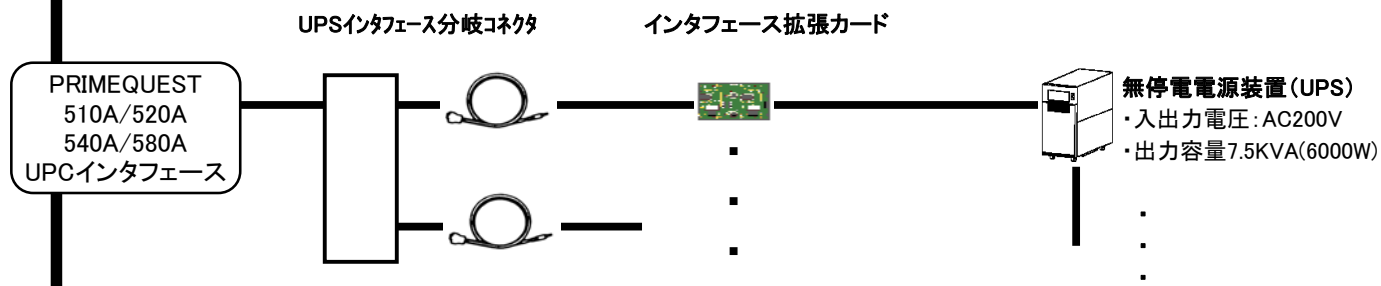 UPSｲﾝﾀﾌｪｰｽ分岐ｺﾈｸﾀ
インタフェース拡張カード
PRIMEQUEST
510A/520A
540A/580A
UPCインタフェース
無停電電源装置(UPS)
・入出力電圧：AC200V
・出力容量7.5KVA(6000W)